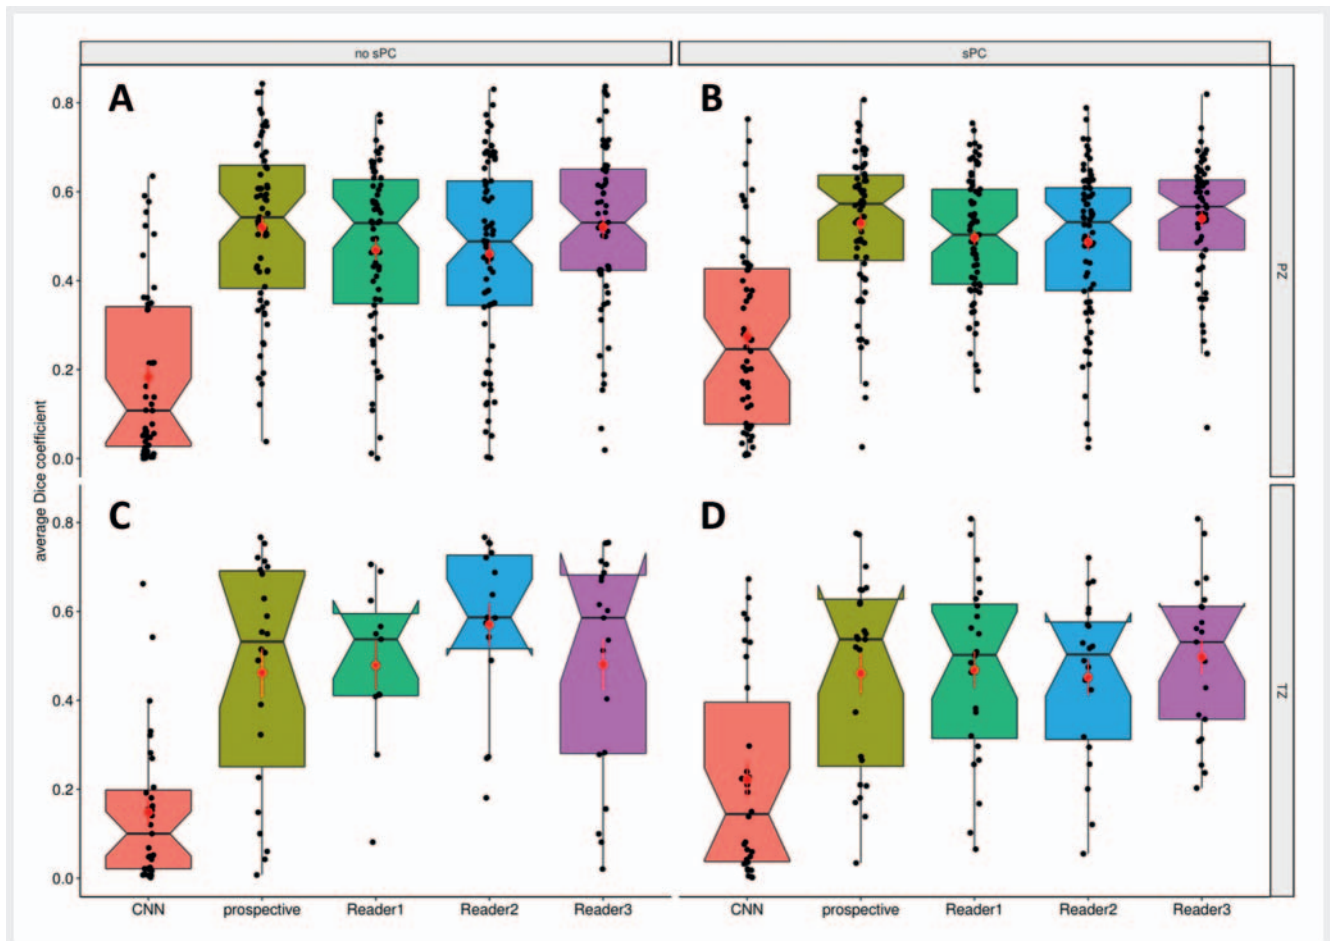 no sPC
sPC
A
B
0.8
0.6
0.4
0.2
0.0
PZ
average Dice coefficient
C
D
0.8
0.6
0.4
0.2
0.0
TZ
CNN prospective Reader1 Reader2 Reader3
CNN prospective Reader1 Reader2 Reader3